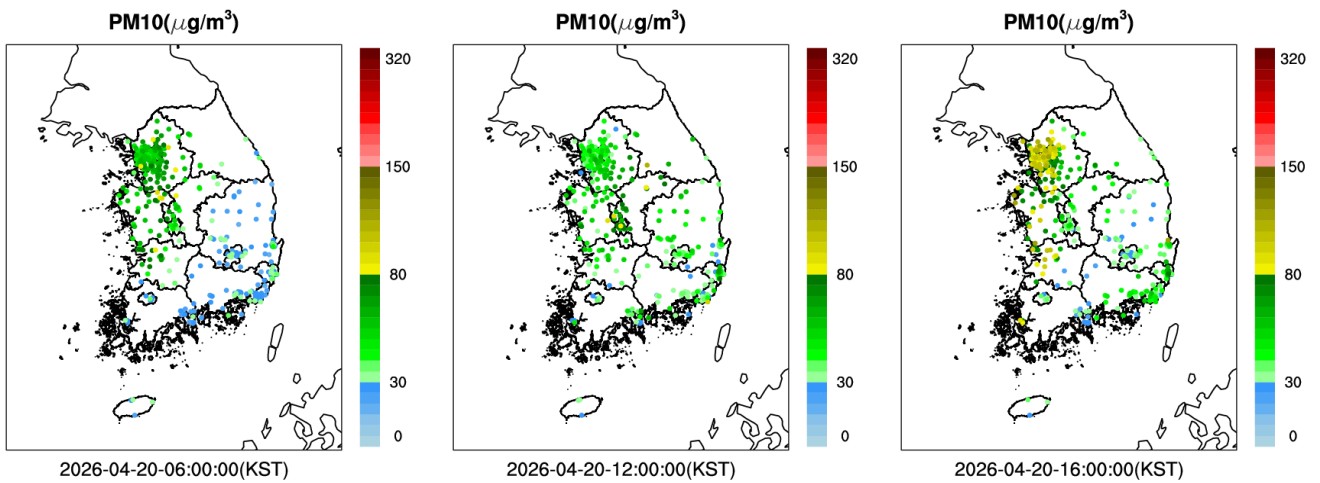 PM10(μg/m³) PM10(μg/m³) PM10(μg/m³)
320 320 320
150 150 150
80 80 80
30 30 30
0 0 0
2026-04-20-06:00:00(KST) 2026-04-20-12:00:00(KST) 2026-04-20-16:00:00(KST)